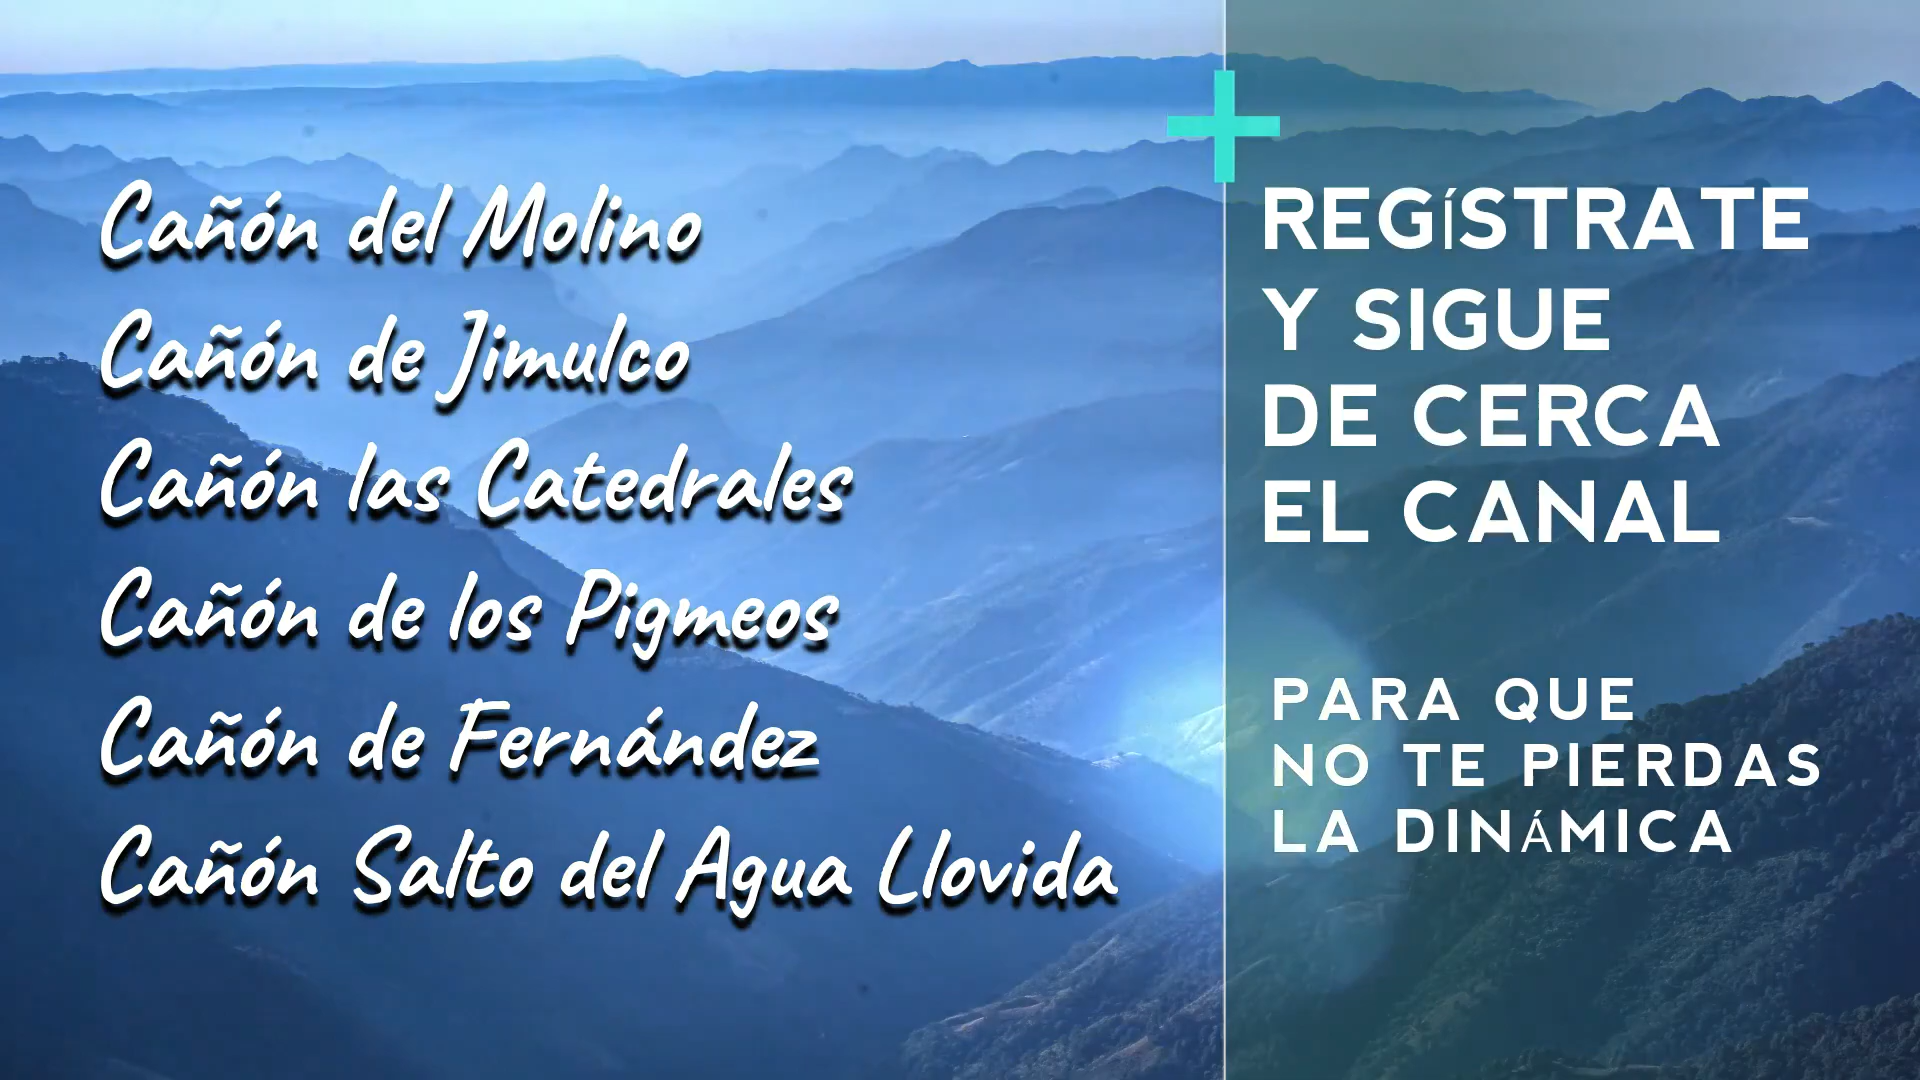 Cañón del Molino
Cañón de Jimulco
Cañón las Catedrales
Cañón de los Pigmeos
Cañón de Fernández
Cañón Salto del Agua Llovida
REGÍSTRATE
Y SIGUE
DE CERCA
EL CANAL
PARA QUE
NO TE PIERDAS
LA DINÁMICA